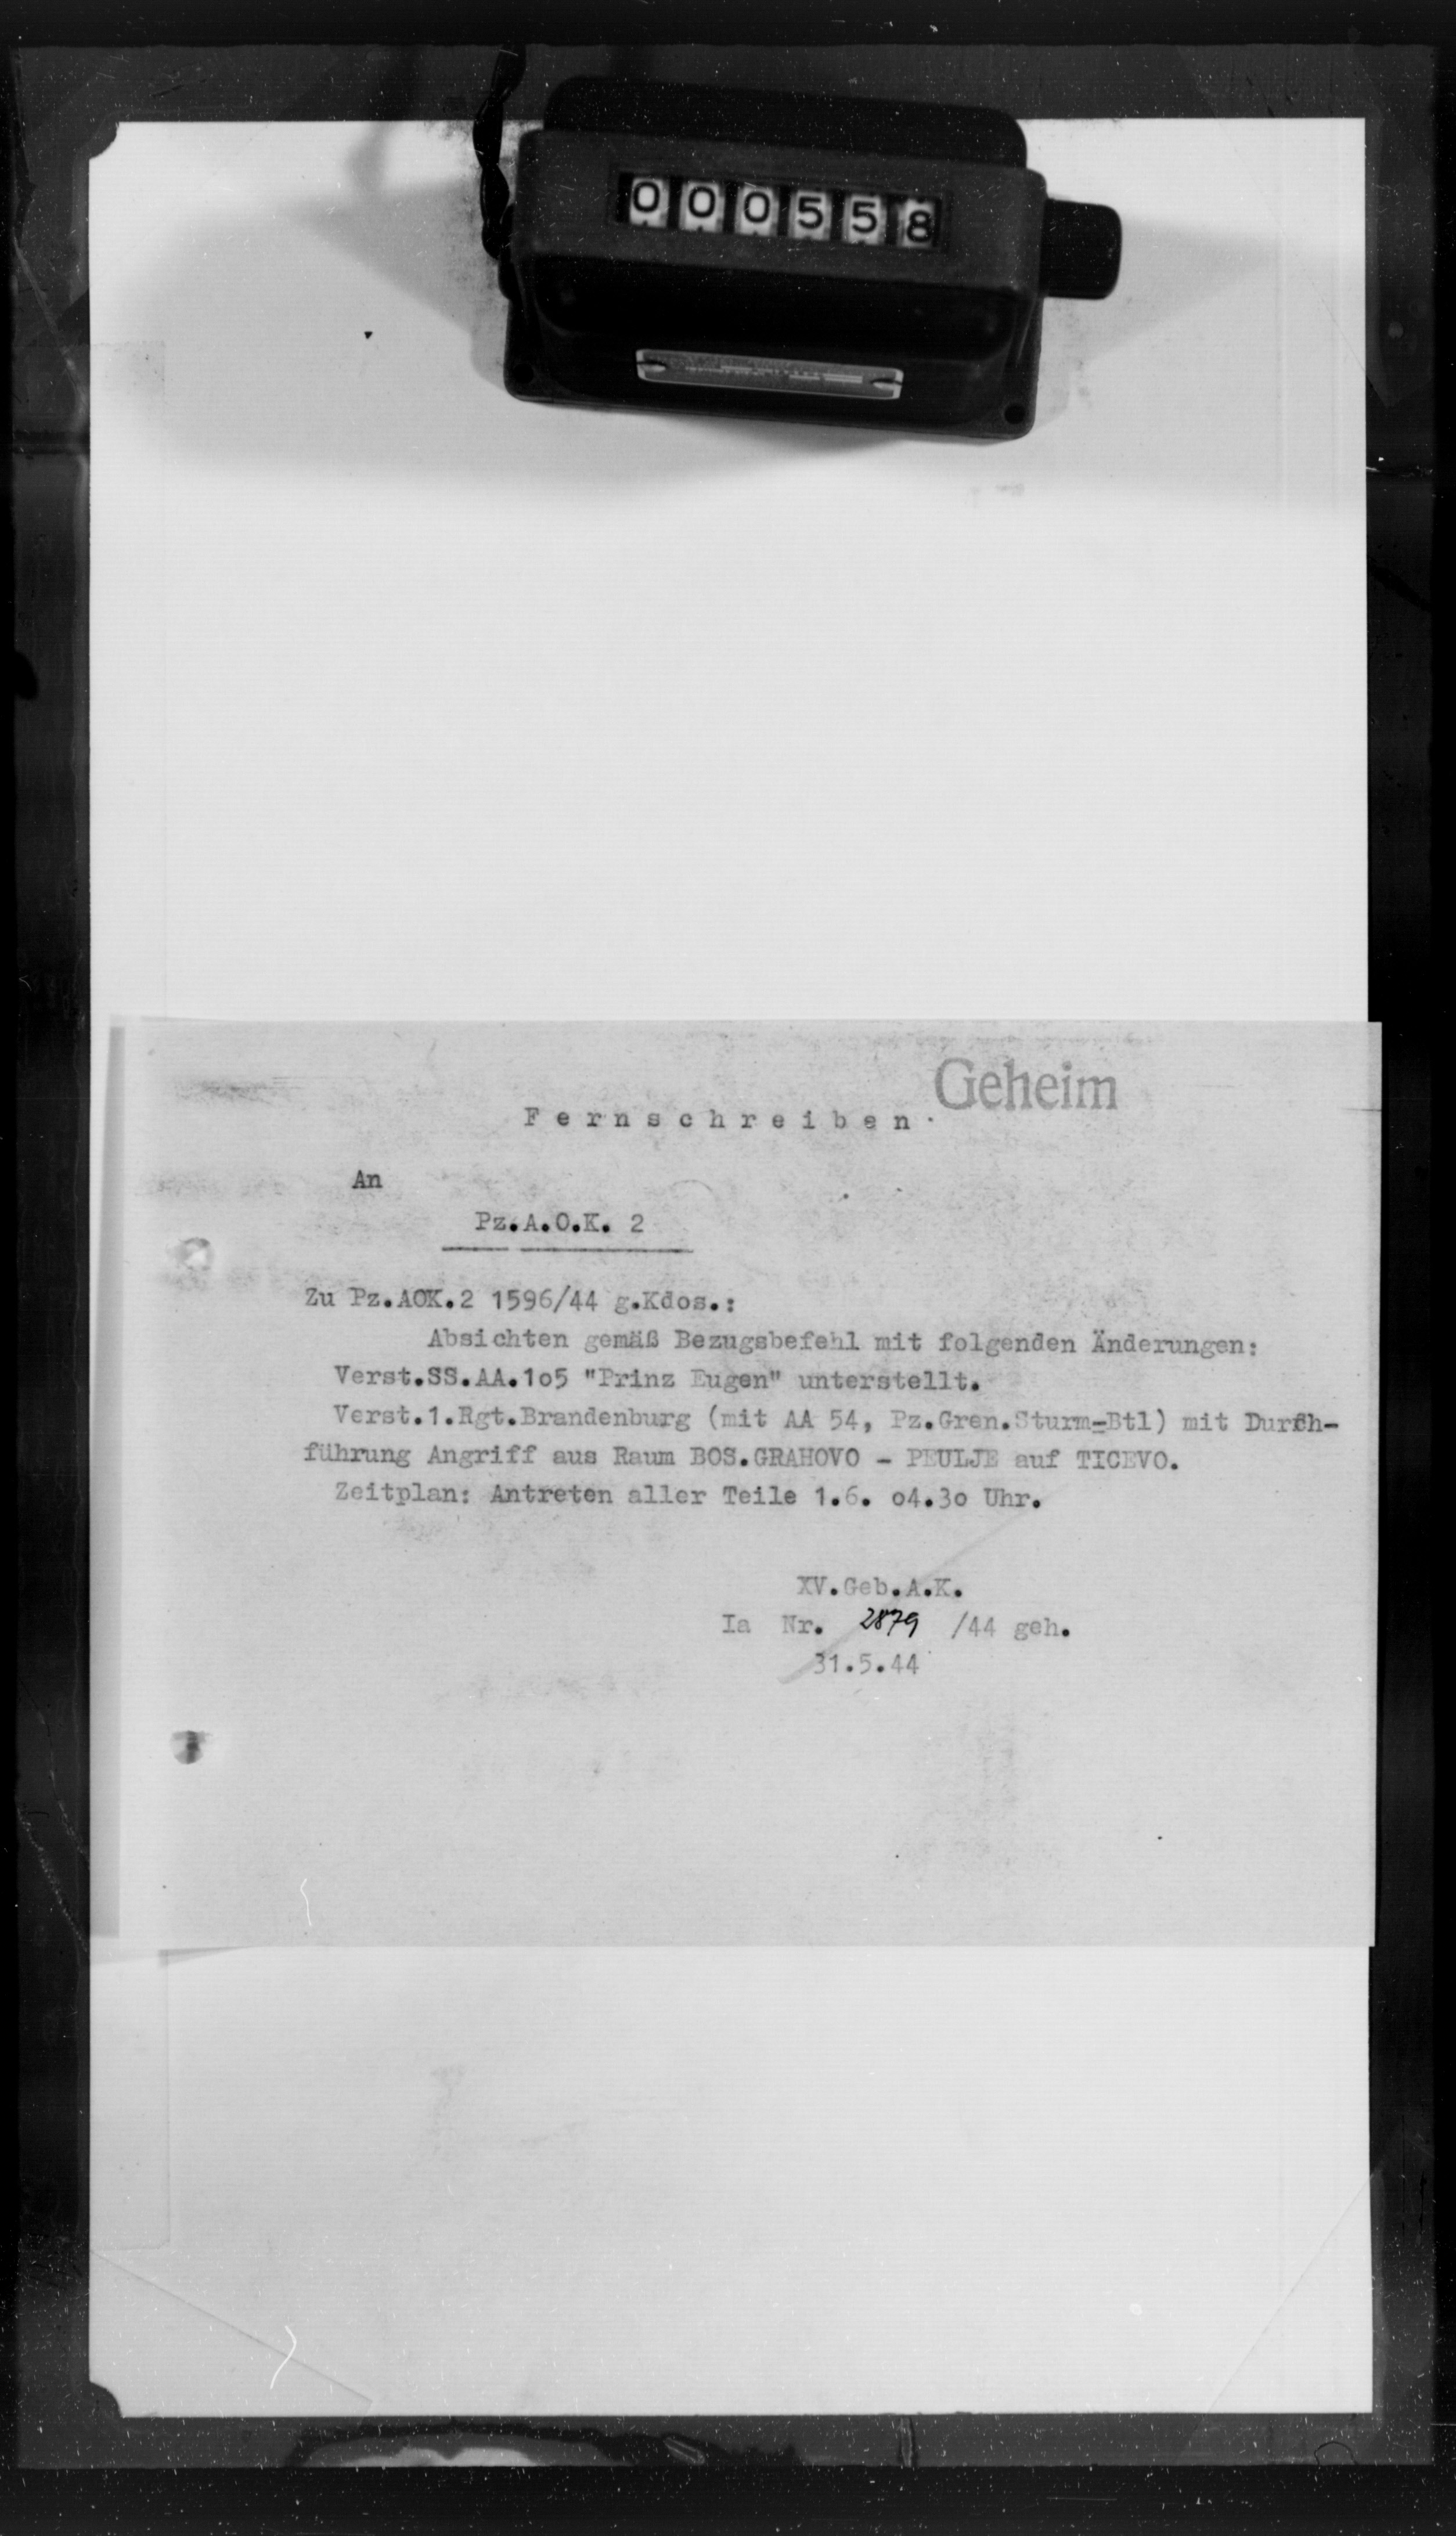 000558
Geheim
Fernschreiben.
An
Pz.A.O.K. 2
Zu Pz.AOK.2 1596/44 g.Kdos.:
Absichten gemäß Bezugsbefehl mit folgenden Änderungen:
Verst.SS.AA.1o5 "Prinz Eugen" unterstellt.
Verst.1.Rgt.Brandenburg (mit AA 54, Pz.Gren.Sturm-Btl) mit Durch-
führung Angriff aus Raum BOS.GRAHOVO - PEULJE auf TICEVO.
Zeitplan: Antreten aller Teile 1.6. o4.3o Uhr.
XV.Geb.A.K.
Ia Nr. 2879 /44 geh.
31.5.44